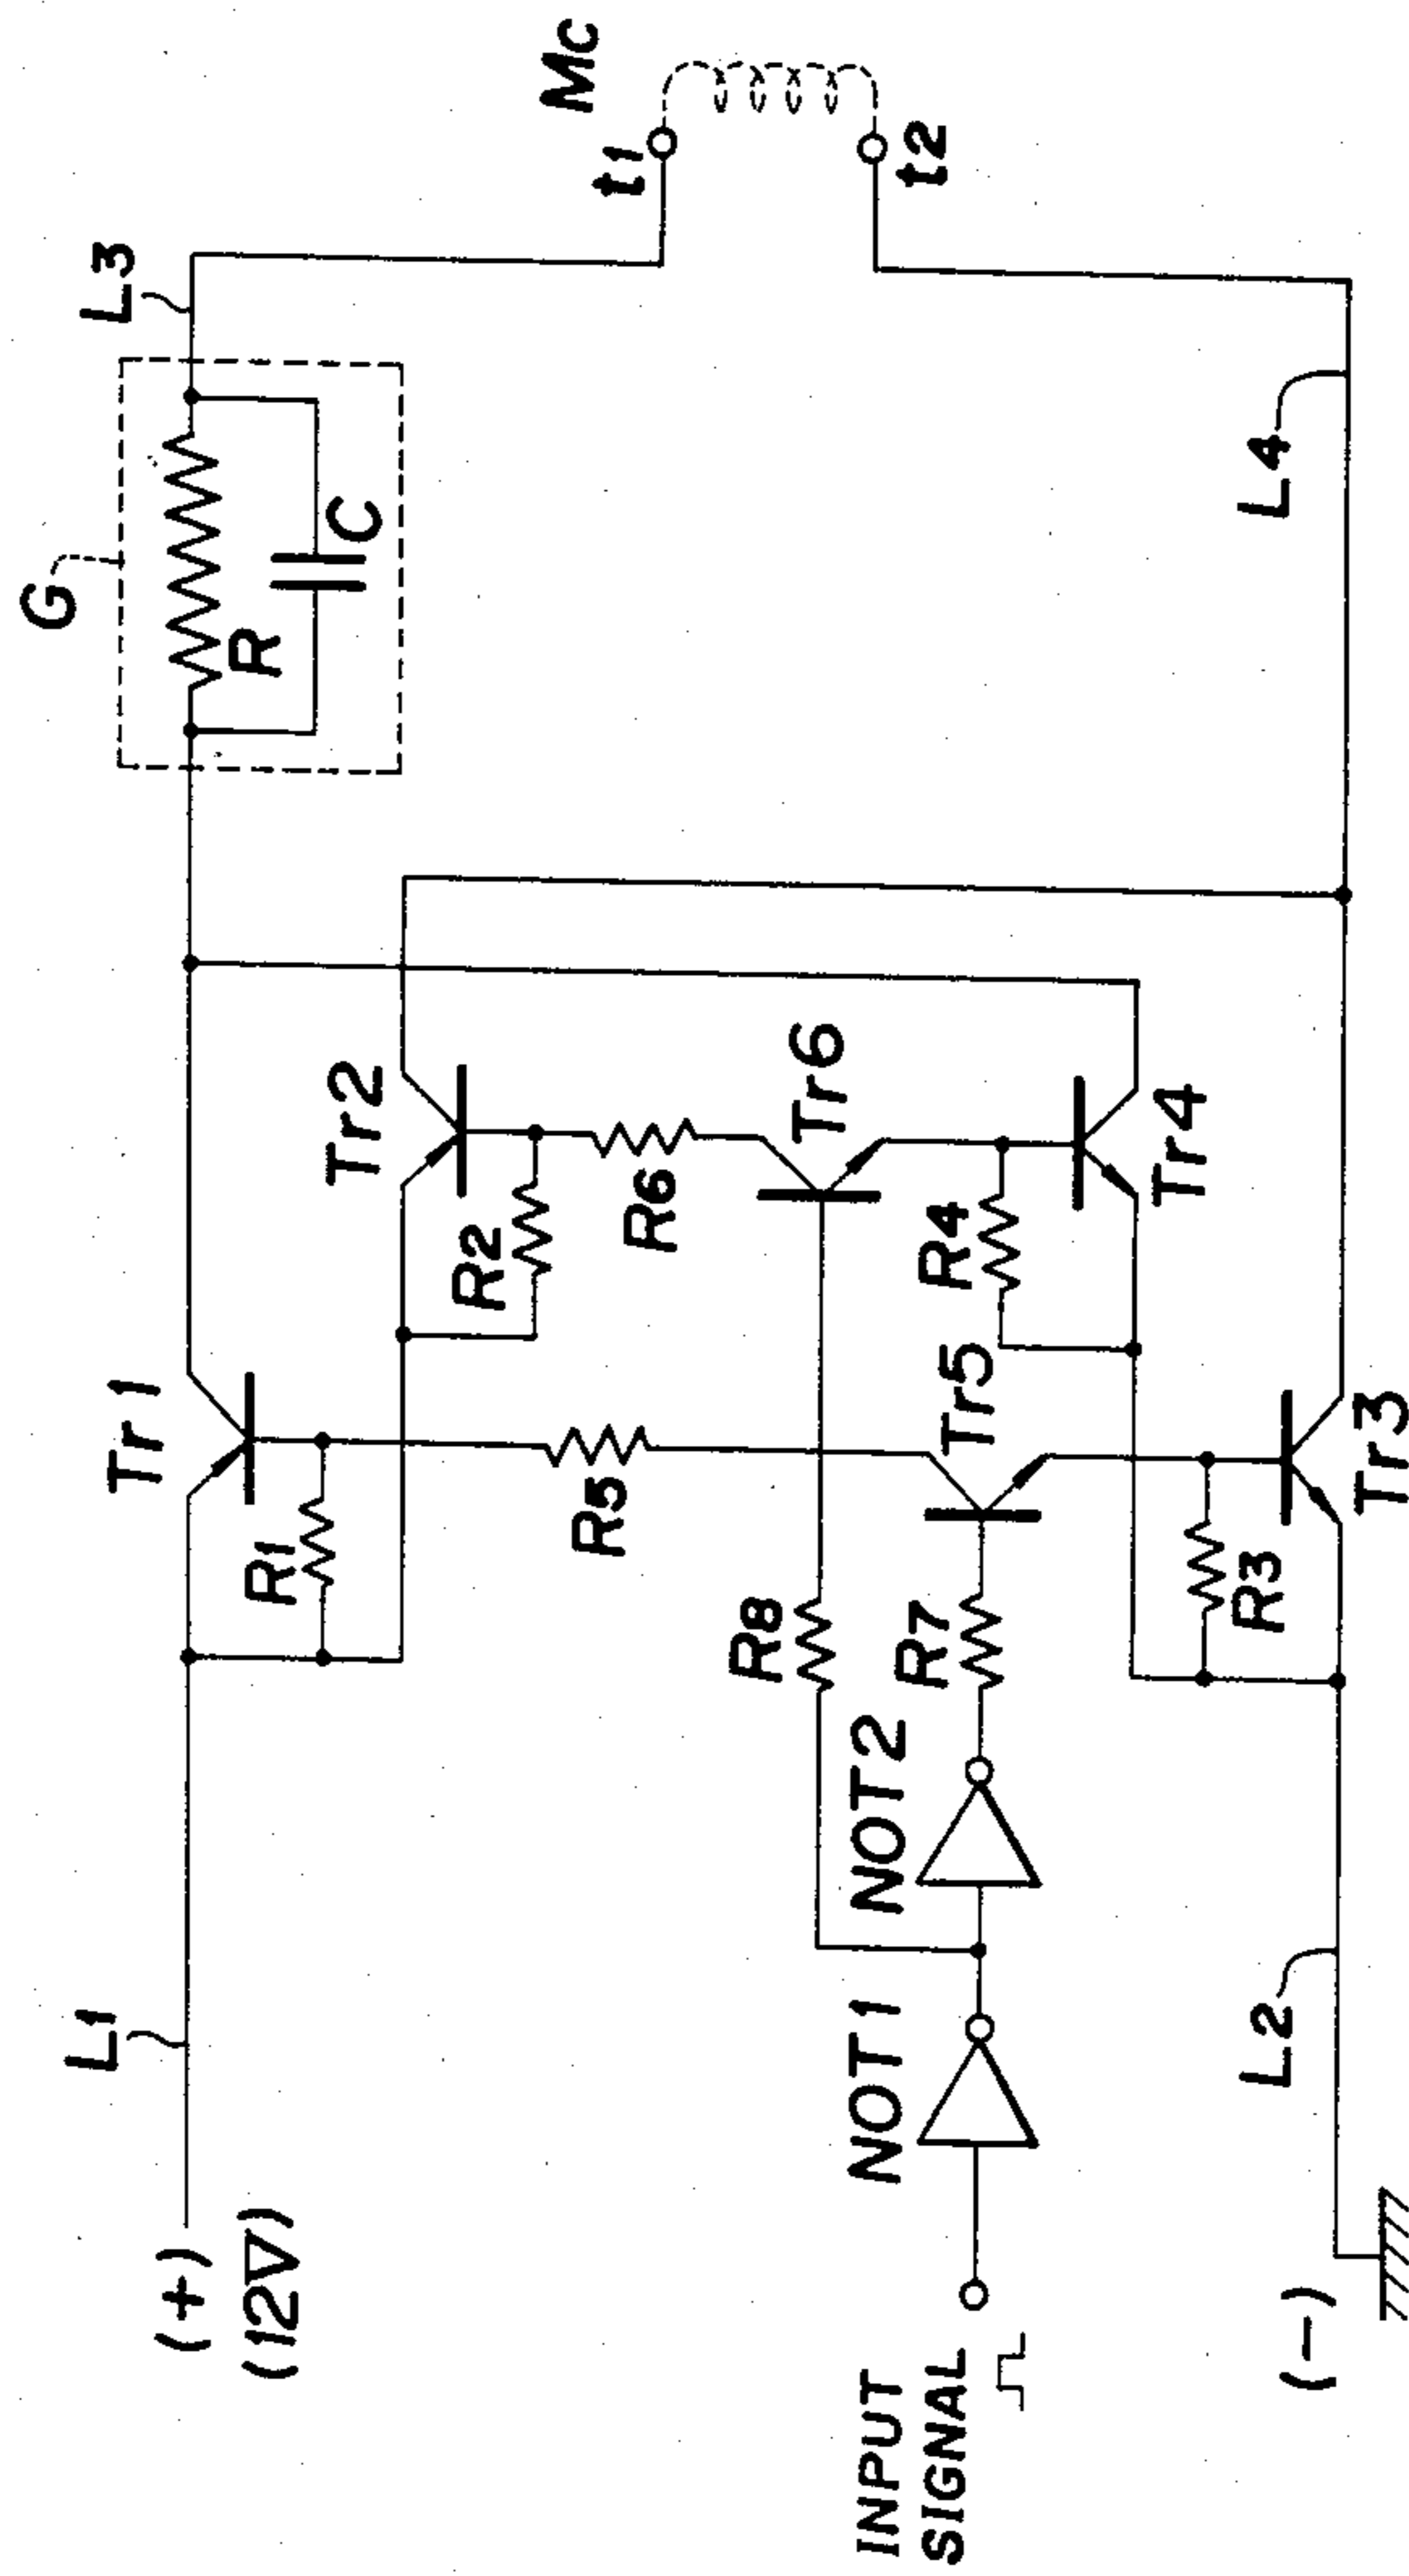 L1
(+)
(12V)
Tr1
R1
Tr2
R2
R5
R6
Tr6
R8
R7
Tr5
R4
Tr4
NOT1
NOT2
INPUT
SIGNAL
R3
Tr3
L2
(-)
G
R
C
L3
t1
Mc
t2
L4